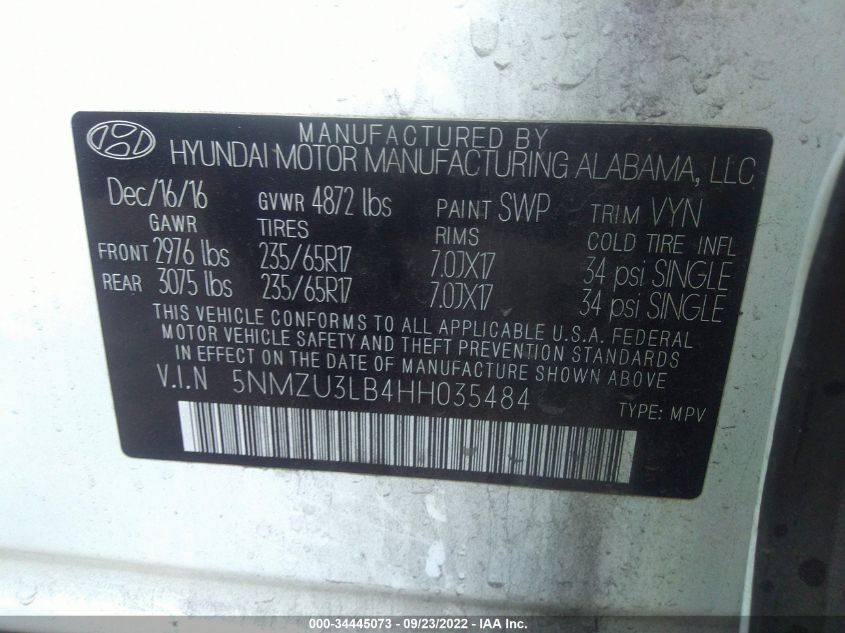 MANUFACTURED BY
HYUNDAI MOTOR MANUFACTURING ALABAMA, LLC
Dec/16/16 GVWR 4872 lbs PAINT SWP TRIM VYN
GAWR TIRES RIMS COLD TIRE INFL
FRONT 2976 lbs 235/65R17 7.0JX17 34 psi SINGLE
REAR 3075 lbs 235/65R17 7.0JX17 34 psi SINGLE
THIS VEHICLE CONFORMS TO ALL APPLICABLE U.S.A. FEDERAL
MOTOR VEHICLE SAFETY AND THEFT PREVENTION STANDARDS
IN EFFECT ON THE DATE OF MANUFACTURE SHOWN ABOVE.
V.I.N 5NMZU3LB4HH035484
TYPE: MPV
000-34445073 - 09/23/2022 - IAA Inc.